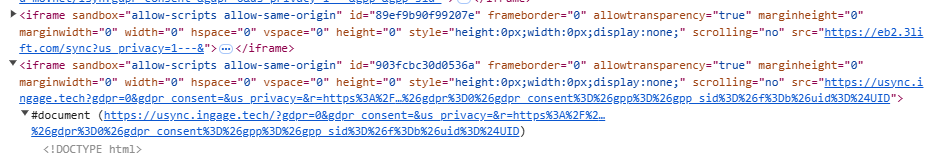 ▶<iframe sandbox="allow-scripts allow-same-origin" id="89ef9b90f99207e" frameborder="0" allowtransparency="true" marginheight="0"
marginwidth="0" width="0" hspace="0" vspace="0" height="0" style="height:0px;width:0px;display:none;" scrolling="no" src="https://eb2.3li
ft.com/sync?us_privacy=1---&"> … </iframe>
▼<iframe sandbox="allow-scripts allow-same-origin" id="903fcbc30d0536a" frameborder="0" allowtransparency="true" marginheight="0"
marginwidth="0" width="0" hspace="0" vspace="0" height="0" style="height:0px;width:0px;display:none;" scrolling="no" src="https://usync.
ingage.tech?gdpr=0&gdpr_consent=&us_privacy=&r=https%3A%2F…%26gdpr%3D0%26gdpr_consent%3D%26gpp%3D%26gpp_sid%3D%26f%3Db%26uid%3D%24UID">
▼#document (https://usync.ingage.tech/?gdpr=0&gdpr_consent=&us_privacy=&r=https%3A%2F%2…
%26gdpr%3D0%26gdpr_consent%3D%26gpp%3D%26gpp_sid%3D%26f%3Db%26uid%3D%24UID)
<!DOCTYPE html>